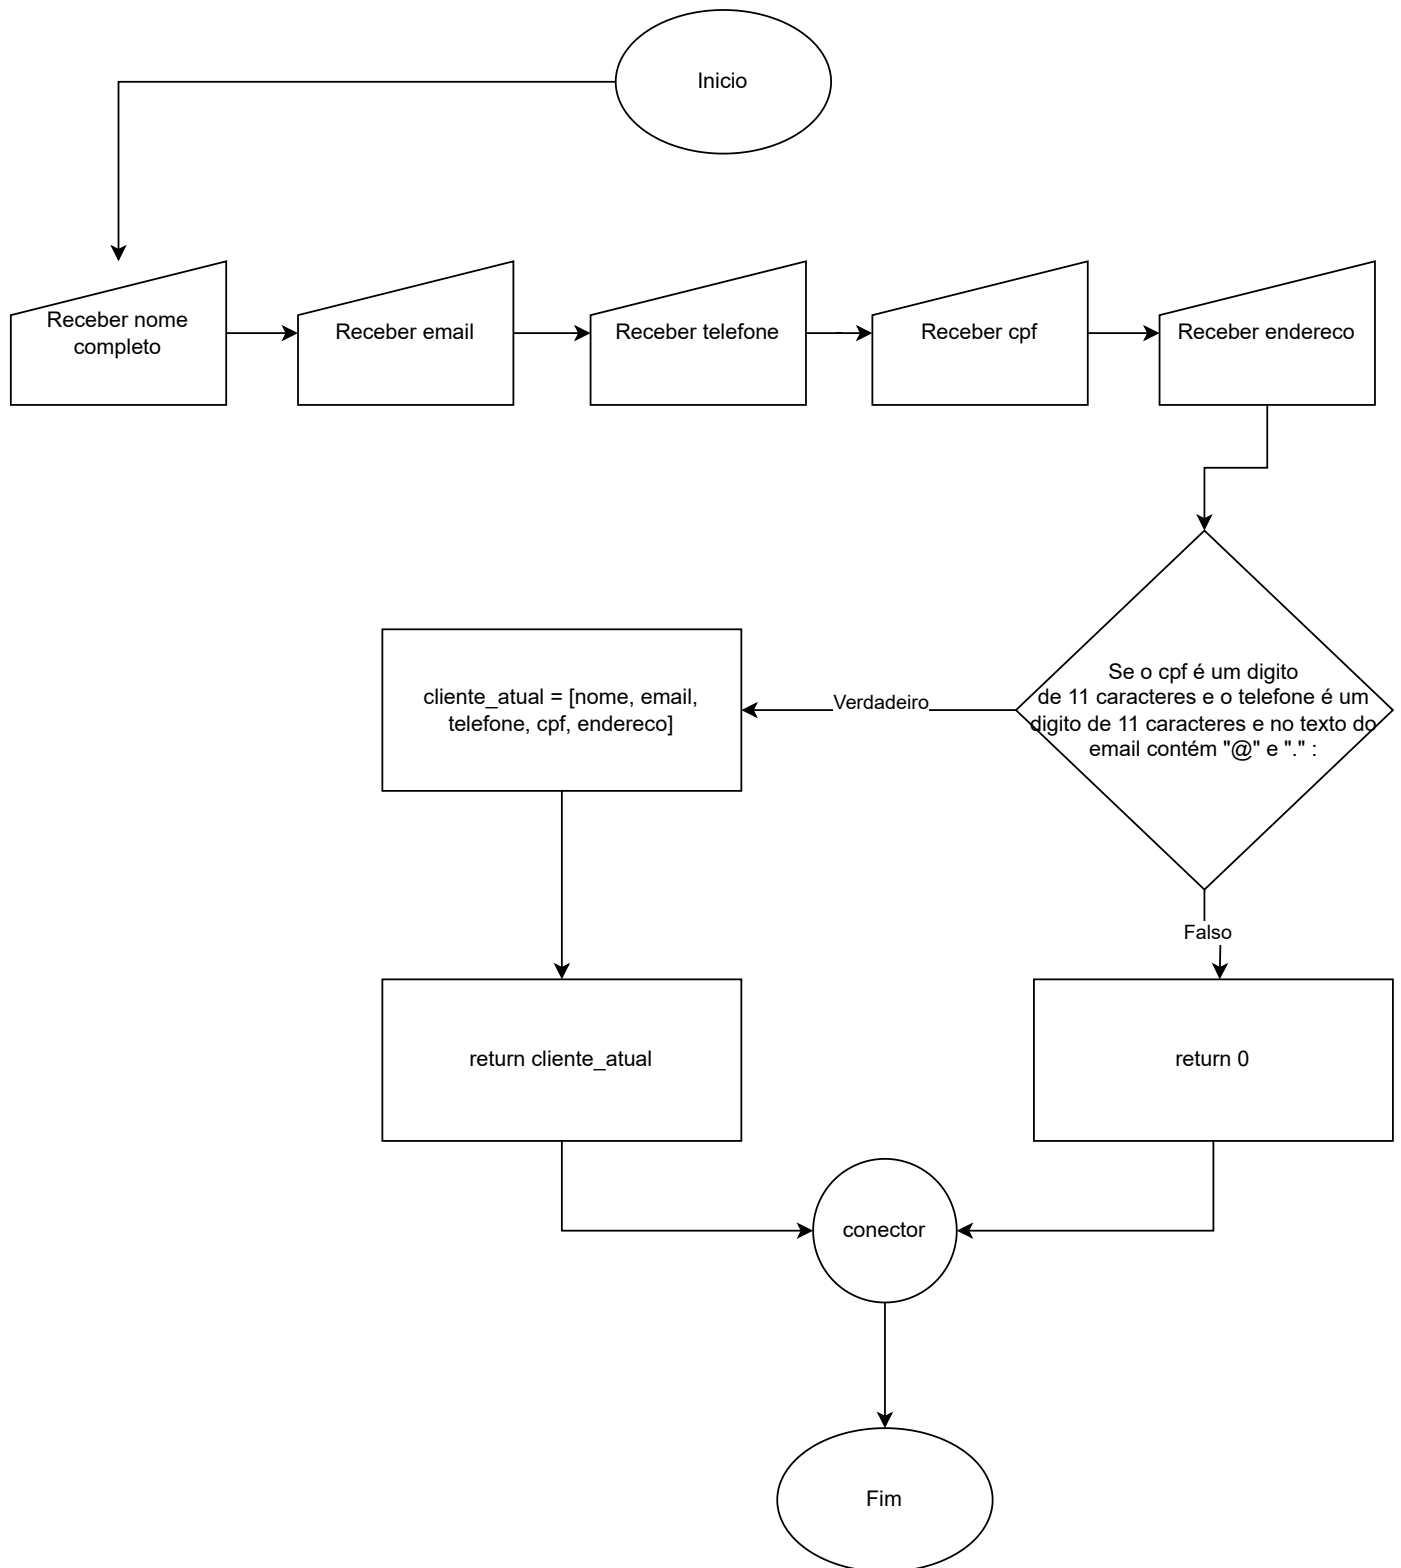 Inicio
Receber nome
completo
Receber email
Receber telefone
Receber cpf
Receber endereco
Se o cpf é um digito
de 11 caracteres e o telefone é um
digito de 11 caracteres e no texto do
email contém "@" e "." :
Verdadeiro
cliente_atual = [nome, email,
telefone, cpf, endereco]
Falso
return cliente_atual
return 0
conector
Fim